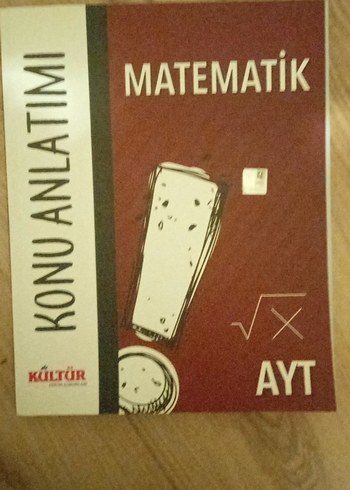 KONU ANLATIMI
MATEMATİK
√x
AYT
KÜLTÜR